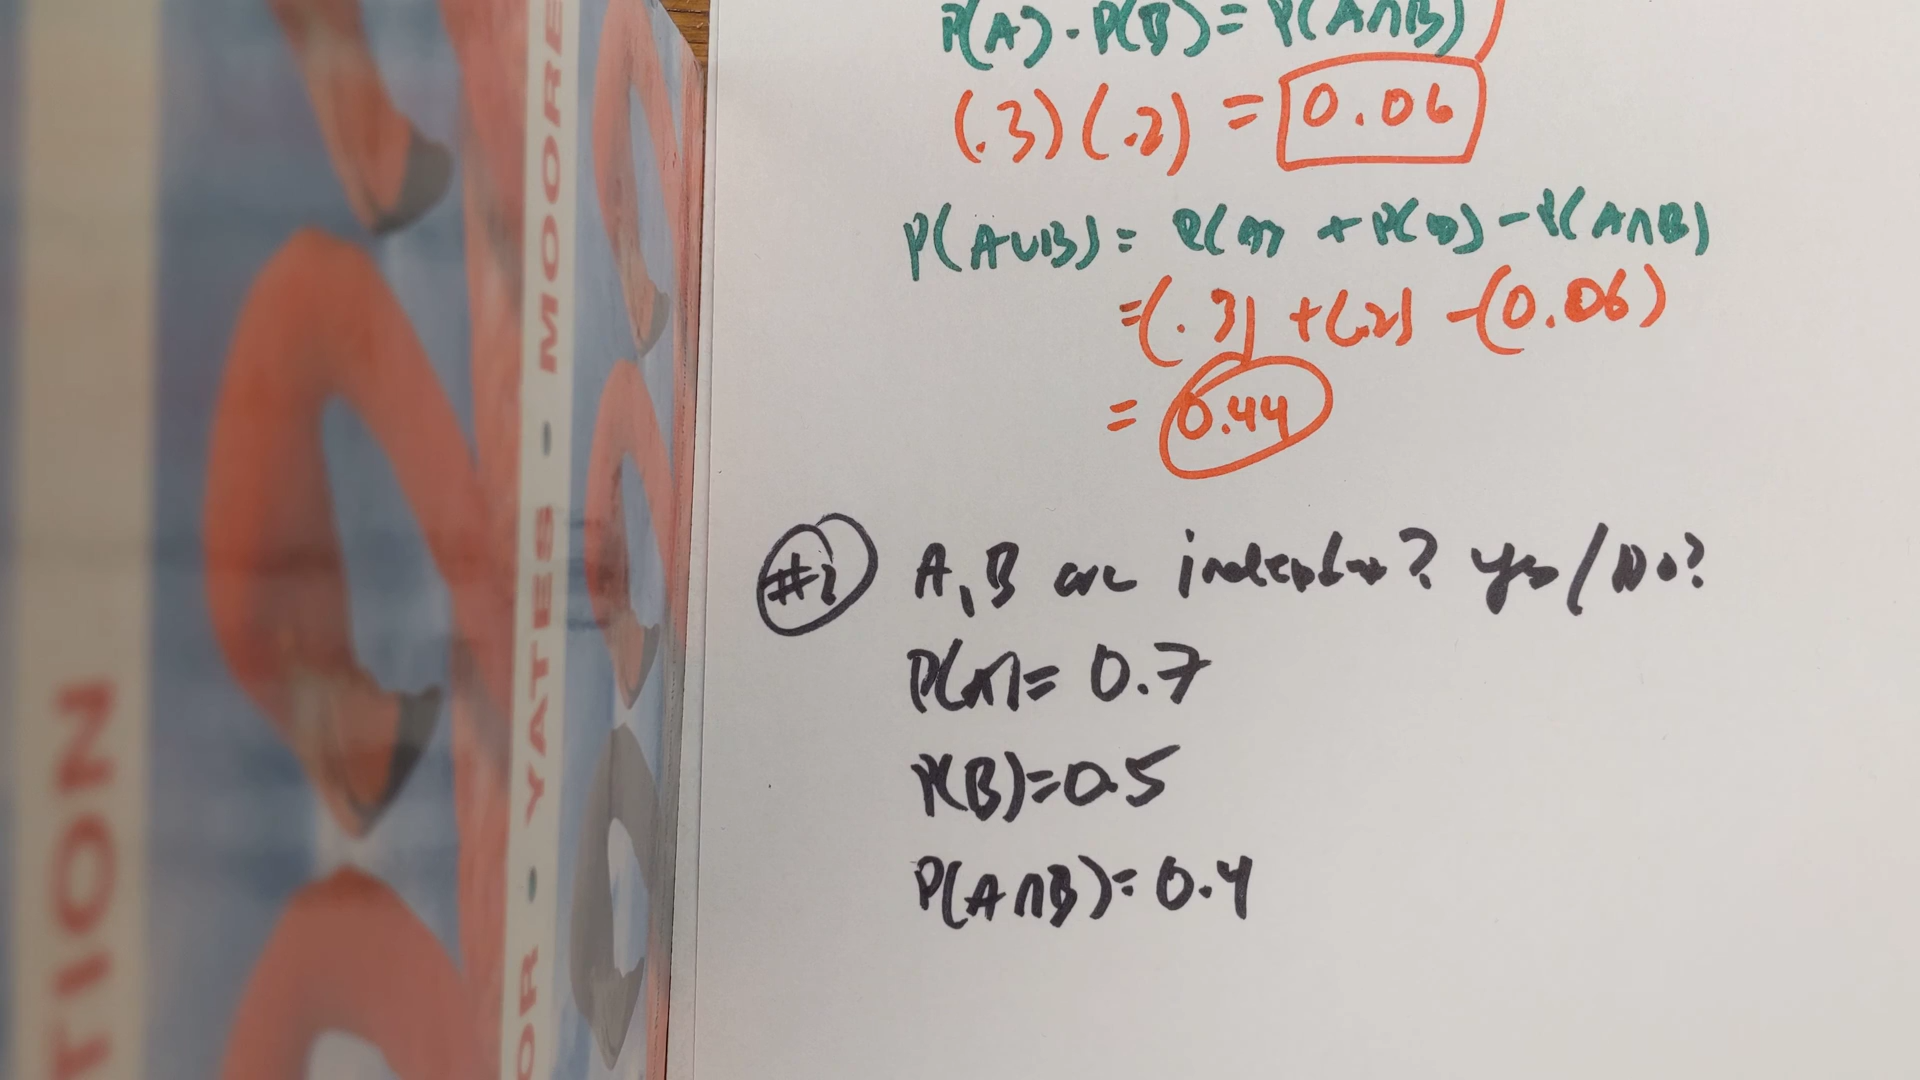 TION
OR • YATES • MOORE
P(A) . P(B) = P(A∩B)
(.3) (.2) = 0.06
P(A∪B) = P(A) + P(B) - P(A∩B)
= (.3) + (.2) - (0.06)
= 0.44
#2 A, B are independent? Yes / No?
P(A) = 0.7
P(B) = 0.5
P(A∩B) = 0.4